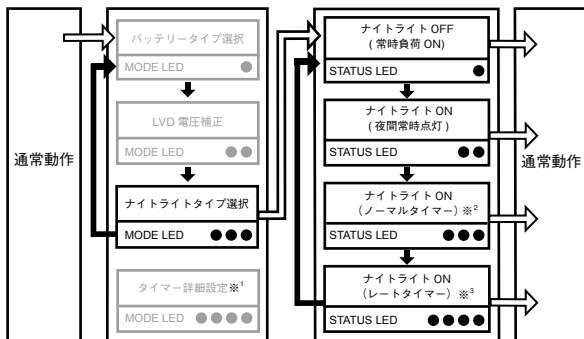 通常動作
バッテリータイプ選択
MODE LED
LVD 電圧補正
MODE LED
ナイトライトタイプ選択
MODE LED
タイマー詳細設定※1
MODE LED
ナイトライト OFF
( 常時負荷 ON)
STATUS LED
ナイトライト ON
( 夜間常時点灯 )
STATUS LED
ナイトライト ON
（ノーマルタイマー）※2
STATUS LED
ナイトライト ON
（レートタイマー）※3
STATUS LED
通常動作